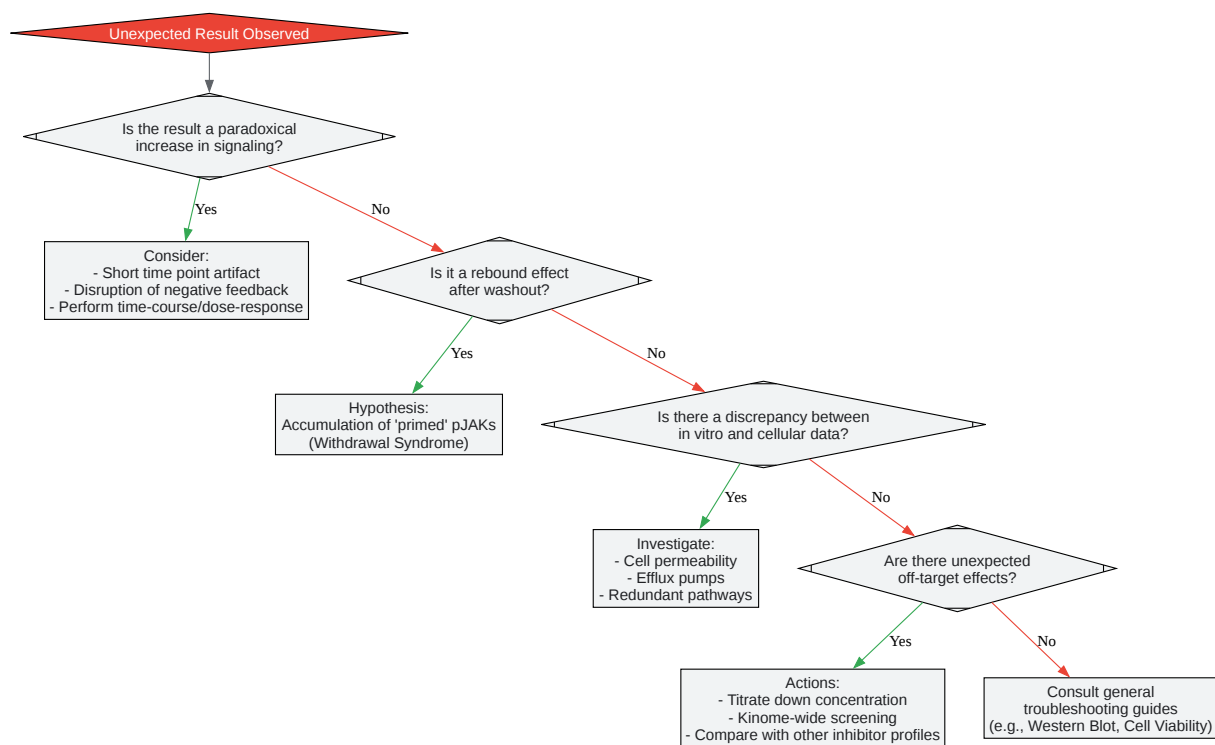 Unexpected Result Observed
Is the result a paradoxical
increase in signaling?
Yes
No
Consider:
- Short time point artifact
- Disruption of negative feedback
- Perform time-course/dose-response
Is it a rebound effect
after washout?
Yes
No
Hypothesis:
Accumulation of 'primed' pJAKs
(Withdrawal Syndrome)
Is there a discrepancy between
in vitro and cellular data?
Yes
No
Investigate:
- Cell permeability
- Efflux pumps
- Redundant pathways
Are there unexpected
off-target effects?
Yes
No
Actions:
- Titrate down concentration
- Kinome-wide screening
- Compare with other inhibitor profiles
Consult general
troubleshooting guides
(e.g., Western Blot, Cell Viability)